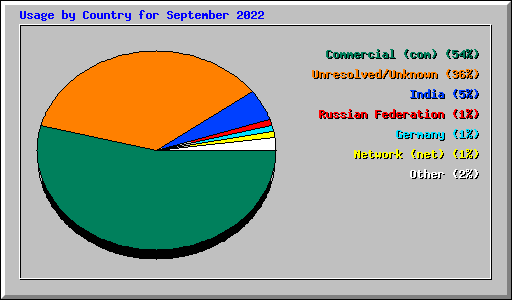 Usage by Country for September 2022
Commercial (com) (54%)
Unresolved/Unknown (36%)
India (5%)
Russian Federation (1%)
Germany (1%)
Network (net) (1%)
Other (2%)